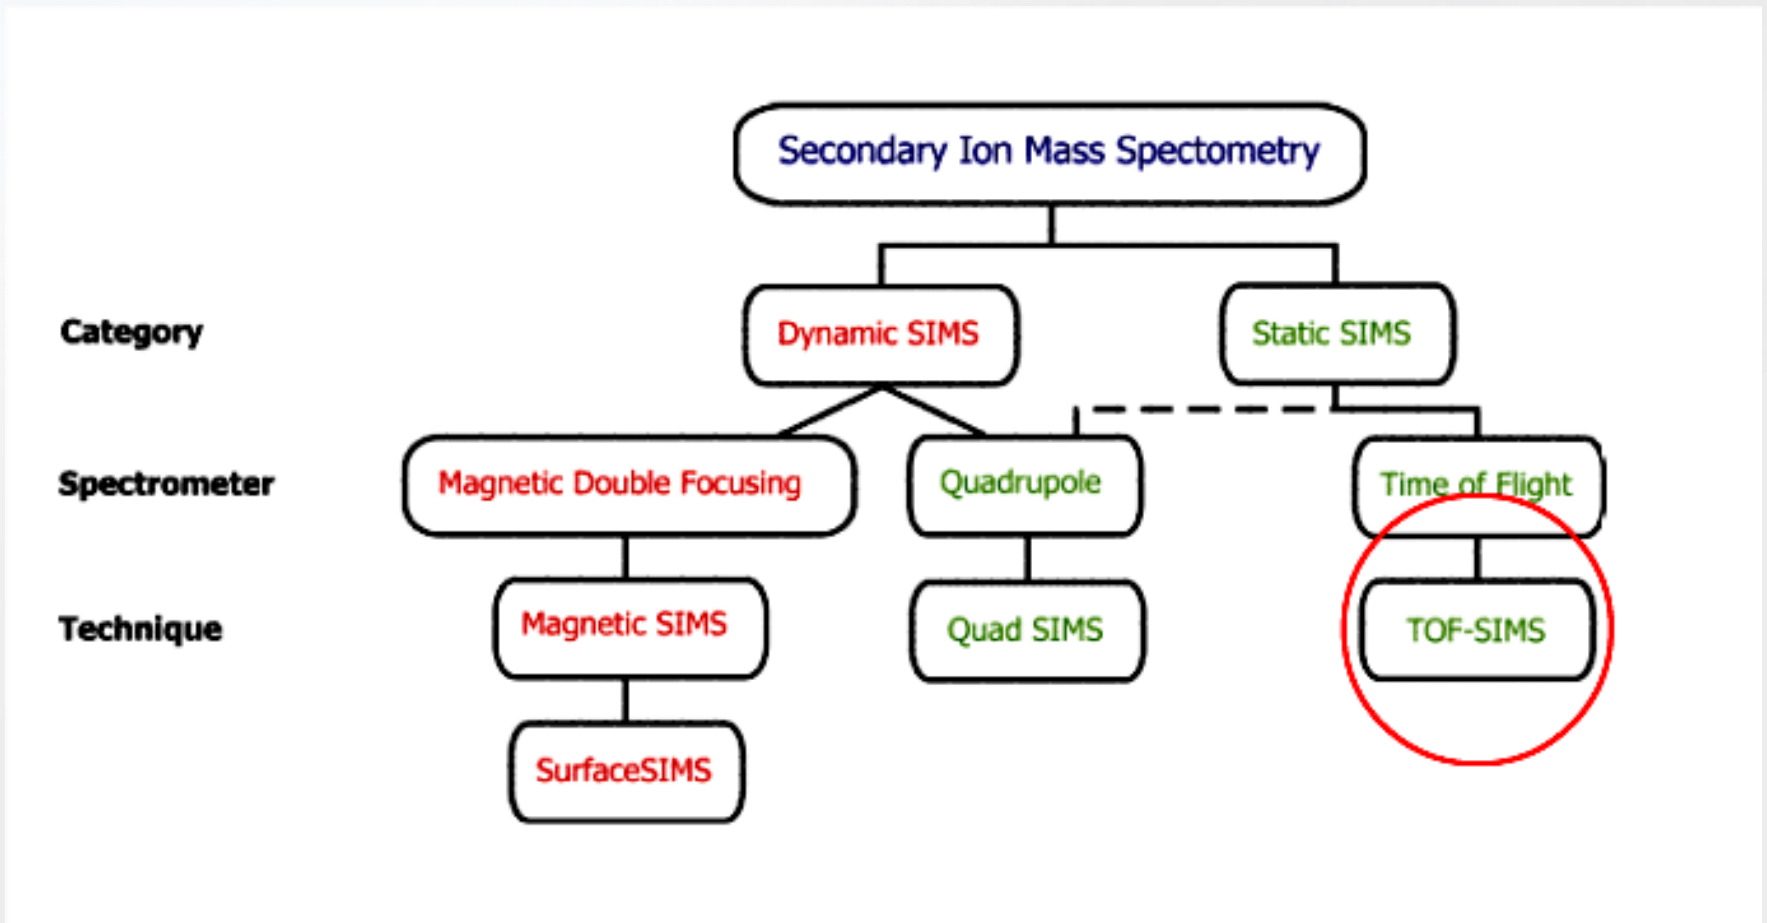 Secondary Ion Mass Spectometry
Category
Dynamic SIMS
Static SIMS
Spectrometer
Magnetic Double Focusing
Quadrupole
Time of Flight
Technique
Magnetic SIMS
Quad SIMS
TOF-SIMS
SurfaceSIMS